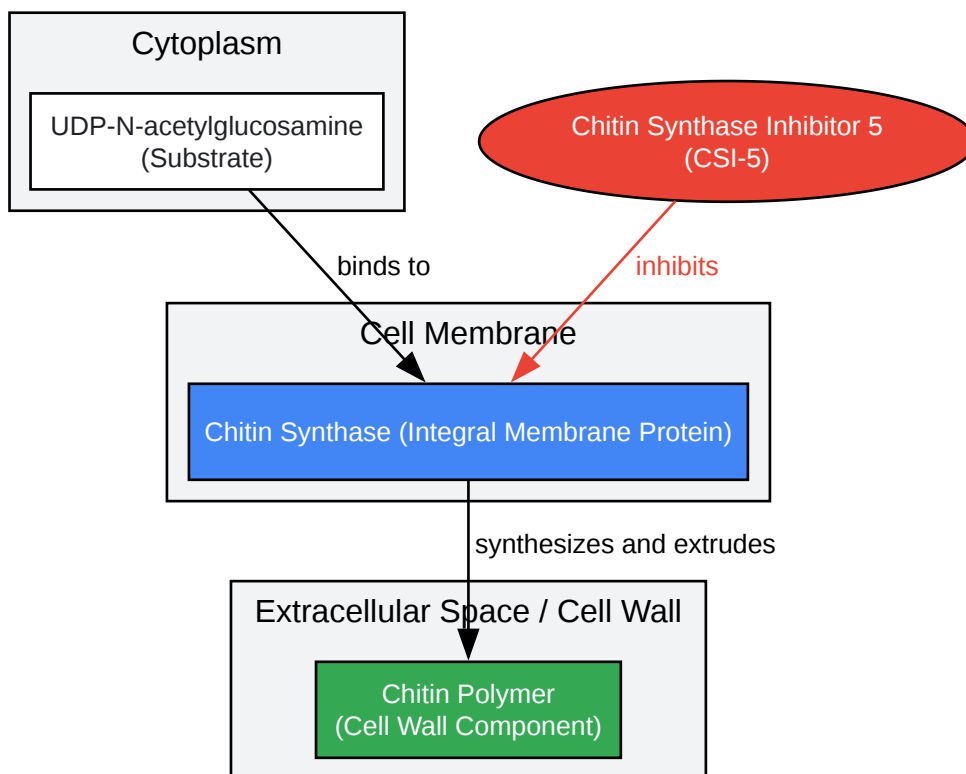 Cytoplasm
UDP-N-acetylglucosamine
(Substrate)
Chitin Synthase Inhibitor 5
(CSI-5)
binds to
inhibits
Cell Membrane
Chitin Synthase (Integral Membrane Protein)
synthesizes and extrudes
Extracellular Space / Cell Wall
Chitin Polymer
(Cell Wall Component)